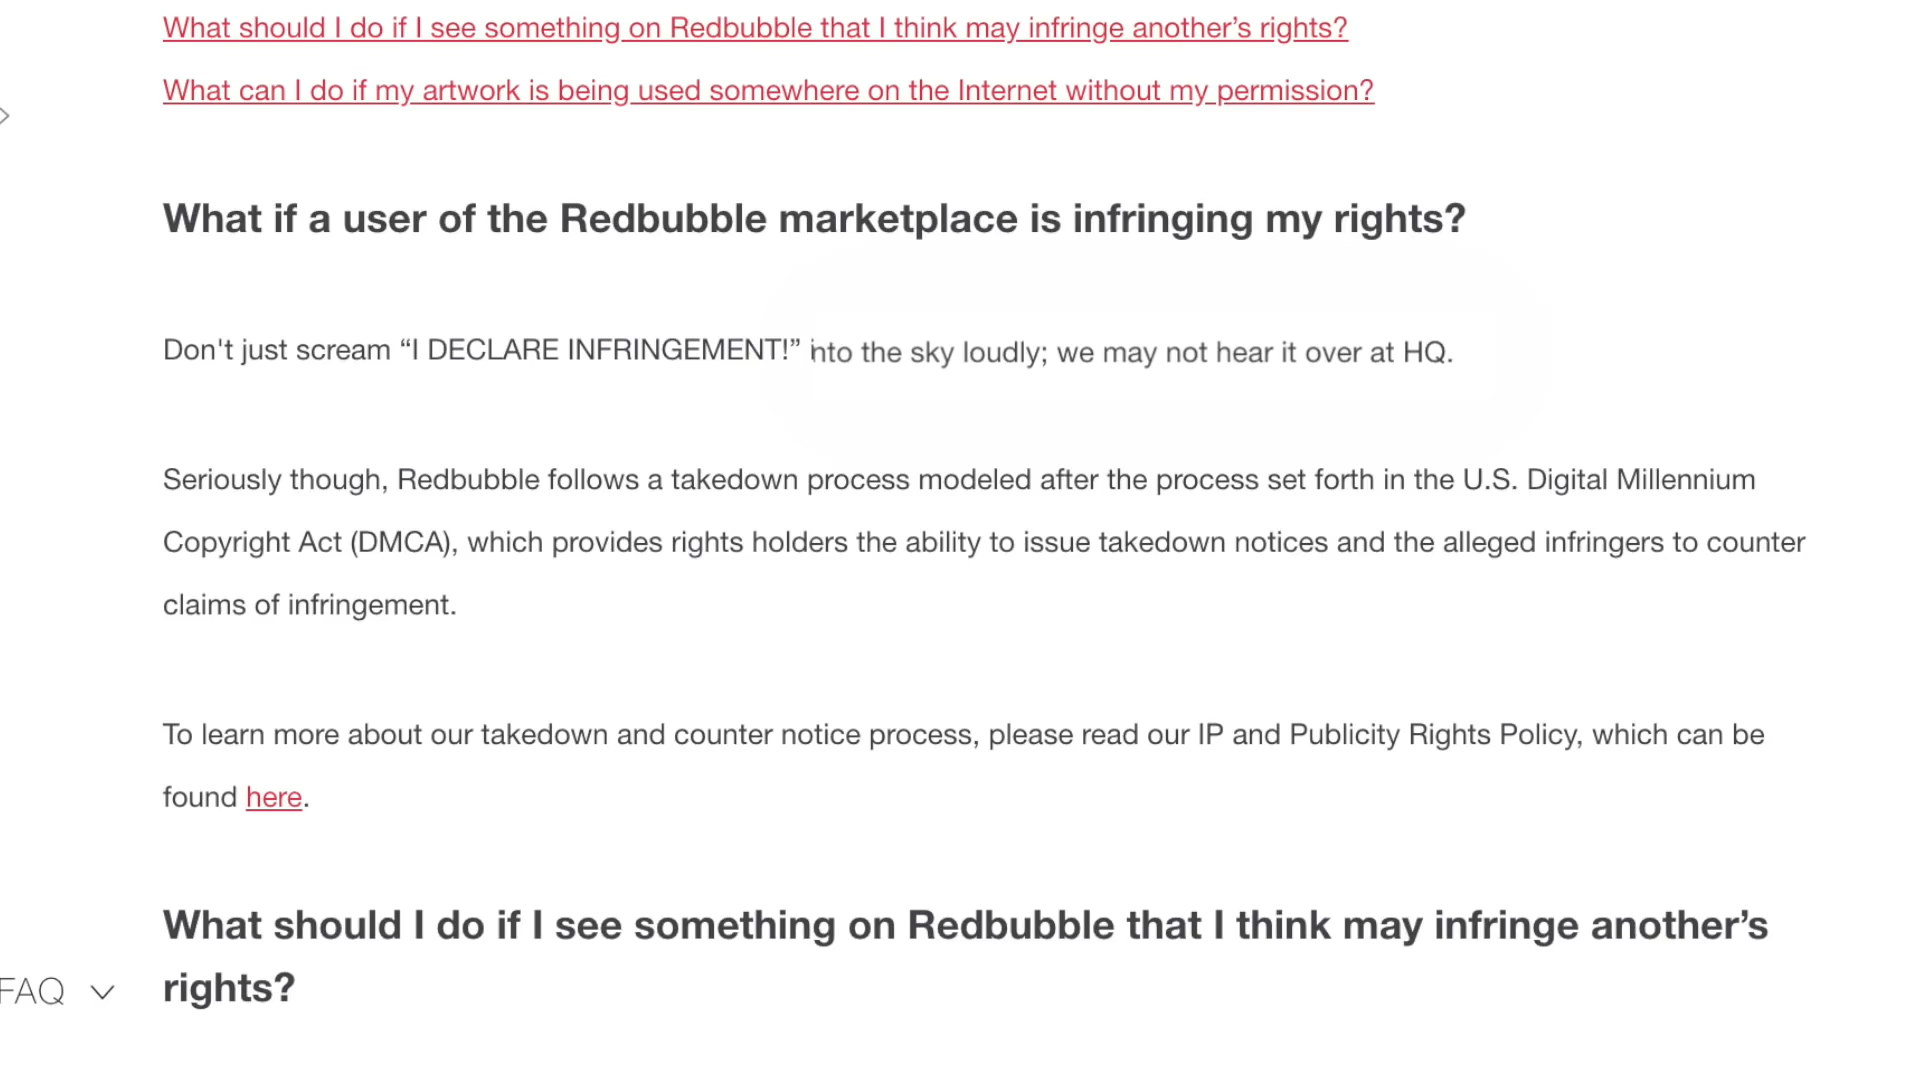 What should I do if I see something on Redbubble that I think may infringe another’s rights?
What can I do if my artwork is being used somewhere on the Internet without my permission?
What if a user of the Redbubble marketplace is infringing my rights?
Don't just scream “I DECLARE INFRINGEMENT!” into the sky loudly; we may not hear it over at HQ.
Seriously though, Redbubble follows a takedown process modeled after the process set forth in the U.S. Digital Millennium
Copyright Act (DMCA), which provides rights holders the ability to issue takedown notices and the alleged infringers to counter
claims of infringement.
To learn more about our takedown and counter notice process, please read our IP and Publicity Rights Policy, which can be
found here.
What should I do if I see something on Redbubble that I think may infringe another’s
rights?
FAQ